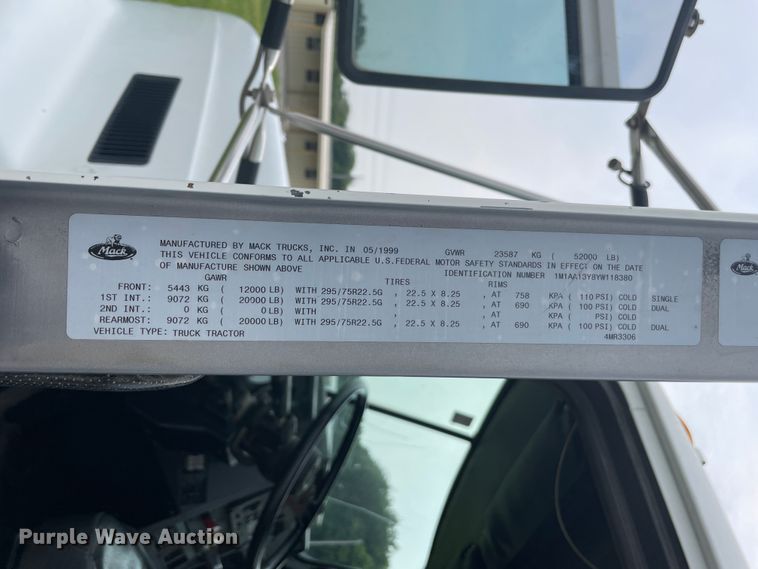 Mack
MANUFACTURED BY MACK TRUCKS, INC. IN 05/1999 GVWR 23587 KG ( 52000 LB)
THIS VEHICLE CONFORMS TO ALL APPLICABLE U.S.FEDERAL MOTOR SAFETY STANDARDS IN EFFECT ON THE DATE
OF MANUFACTURE SHOWN ABOVE IDENTIFICATION NUMBER 1M1AA13Y8YW118380
GAWR TIRES RIMS
FRONT: 5443 KG ( 12000 LB) WITH 295/75R22.5G , 22.5 X 8.25 , AT 758 KPA ( 110 PSI) COLD SINGLE
1ST INT.: 9072 KG ( 20900 LB) WITH 295/75R22.5G , 22.5 X 8.25 , AT 690 KPA ( 100 PSI) COLD DUAL
2ND INT.: 0 KG ( 0 LB) WITH , , AT KPA ( PSI) COLD
REARMOST: 9072 KG ( 20000 LB) WITH 295/75R22.5G , 22.5 X 8.25 , AT 690 KPA ( 100 PSI) COLD DUAL
VEHICLE TYPE: TRUCK TRACTOR 4MR3306
Purple Wave Auction